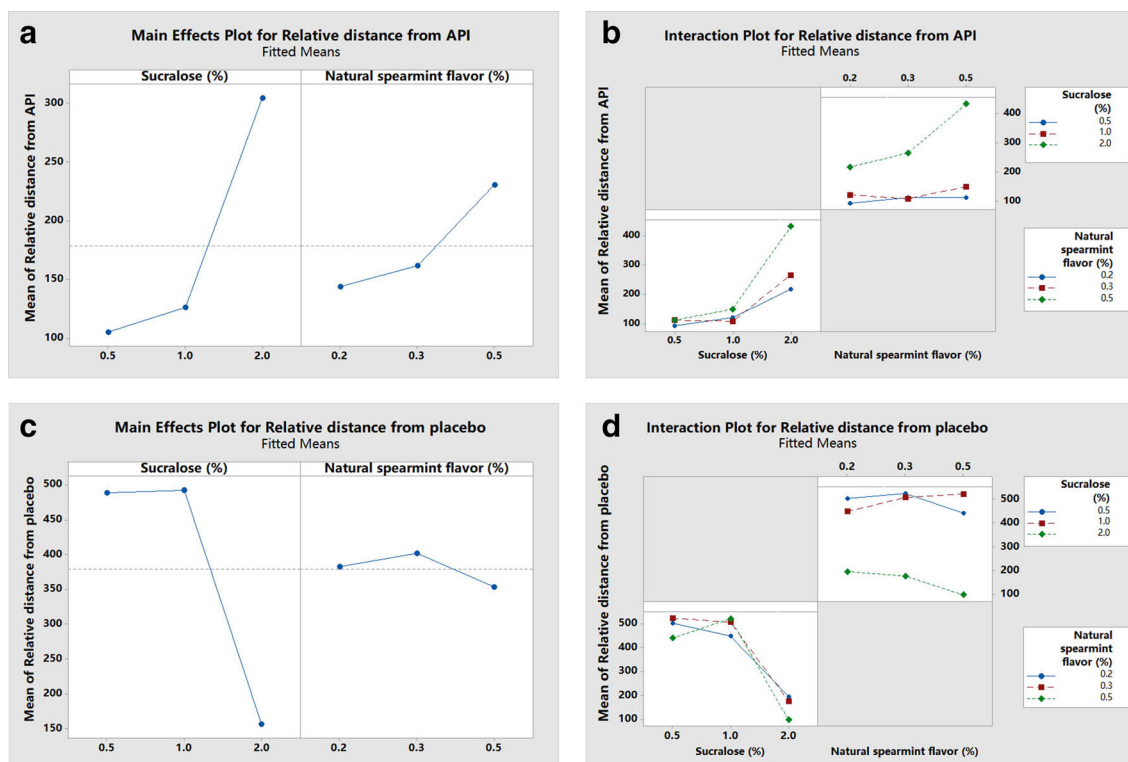 a
Main Effects Plot for Relative distance from API
Fitted Means
Sucralose (%)
Natural spearmint flavor (%)
Mean of Relative distance from API
300
250
200
150
100
0.5 1.0 2.0
0.2 0.3 0.5
b
Interaction Plot for Relative distance from API
Fitted Means
0.2 0.3 0.5
Mean of Relative distance from API
400
300
200
100
Sucralose
(%)
0.5
1.0
2.0
400
300
200
100
Natural
spearmint
flavor (%)
0.2
0.3
0.5
0.5 1.0 2.0
Sucralose (%)
Natural spearmint flavor (%)
c
Main Effects Plot for Relative distance from placebo
Fitted Means
Sucralose (%)
Natural spearmint flavor (%)
Mean of Relative distance from placebo
500
450
400
350
300
250
200
150
0.5 1.0 2.0
0.2 0.3 0.5
d
Interaction Plot for Relative distance from placebo
Fitted Means
0.2 0.3 0.5
Mean of Relative distance from placebo
500
400
300
200
100
Sucralose
(%)
0.5
1.0
2.0
500
400
300
200
100
Natural
spearmint
flavor (%)
0.2
0.3
0.5
0.5 1.0 2.0
Sucralose (%)
Natural spearmint flavor (%)